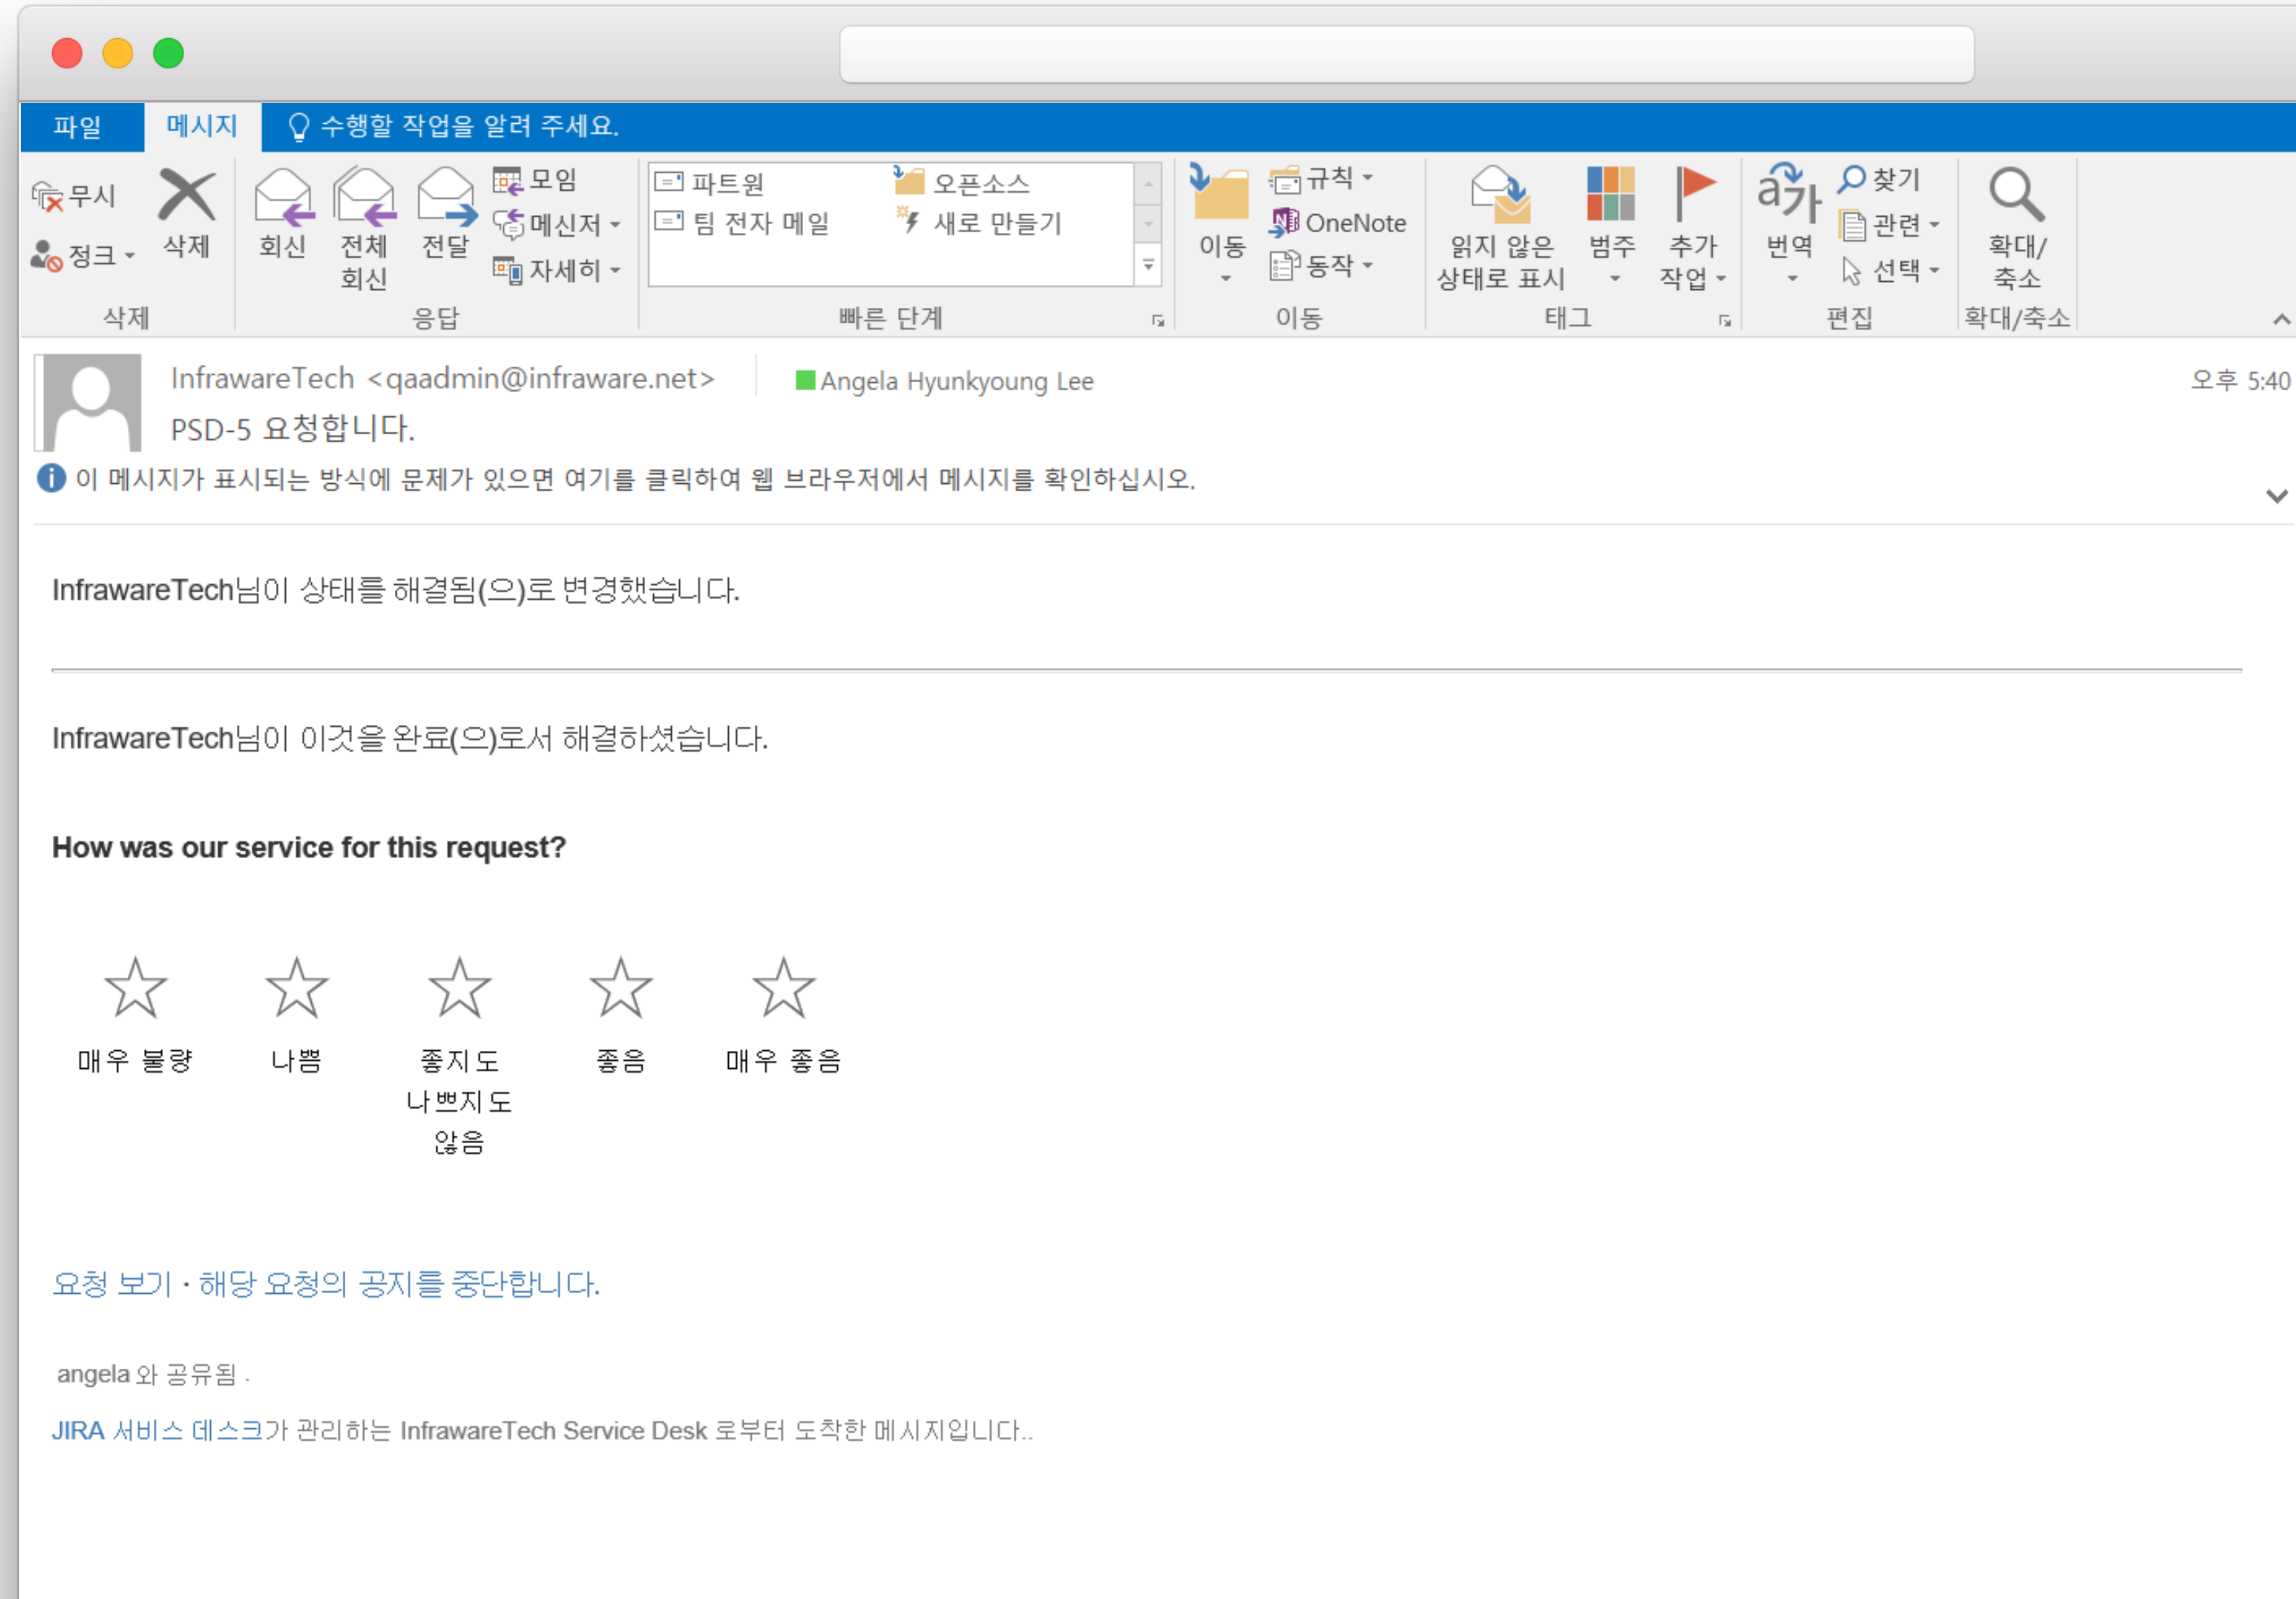 파일 메시지 수행할 작업을 알려 주세요.
무시
정크
삭제
삭제
회신
전체
회신
전달
모임
메신저
자세히
응답
파트원
오픈소스
팀 전자 메일
새로 만들기
빠른 단계
이동
규칙
OneNote
동작
이동
읽지 않은
상태로 표시
범주
추가
작업
태그
번역
찾기
관련
선택
편집
확대/
축소
확대/축소
InfrawareTech <qaadmin@infraware.net> Angela Hyunkyoung Lee 오후 5:40
PSD-5 요청합니다.
이 메시지가 표시되는 방식에 문제가 있으면 여기를 클릭하여 웹 브라우저에서 메시지를 확인하십시오.
InfrawareTech님이 상태를 해결됨(으)로 변경했습니다.
InfrawareTech님이 이것을 완료(으)로서 해결하셨습니다.
How was our service for this request?
매우 불량
나쁨
좋지도
나쁘지도
않음
좋음
매우 좋음
요청 보기 · 해당 요청의 공지를 중단합니다.
angela 와 공유됨 .
JIRA 서비스 데스크가 관리하는 InfrawareTech Service Desk 로부터 도착한 메시지입니다..